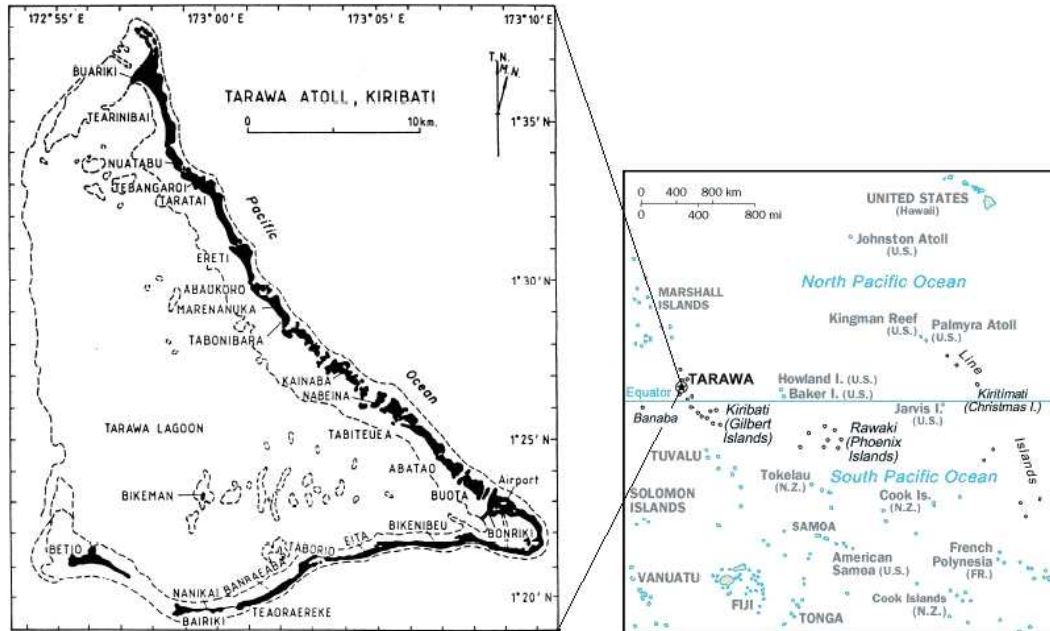 172°55'
173°00'
173°05'
173°10'E
BUARIKI
T.N.
M.N.
TARAWA ATOLL, KIRIBATI
0
10km.
TEARINIBAI
1°35'
NUATABU
TEBANGAROI
TARATAI
Pacific
ERETI
1°30'N
ABAOKORO
MARENANUKA
TABONIBARA
KAINABA
Ocean
NABEINA
TARAWA LAGOON
TABITEUEA
1°25'
ABATAO
Airport
BIKEMAN
BUOTA
BIKENIBEU
BONRIKI
EITA
TABORIO
BETIO
BANRAEABA
NANIKAI
TEAORAEREKE
BAIRIKI
1°20'
0 400 800 km
0 400 800 mi
UNITED STATES
(Hawaii)
Johnston Atoll
(U.S.)
North Pacific Ocean
MARSHALL
ISLANDS
Kingman Reef
(U.S.)
Palmyra Atoll
(U.S.)
Line
TARAWA
Howland I. (U.S.)
Equator
Baker I. (U.S.)
Kiritimati
(Christmas I.)
Banaba
Kiribati
(Gilbert
Islands)
Jarvis I.
(U.S.)
Rawaki
(Phoenix
Islands)
Islands
TUVALU
South Pacific Ocean
Tokelau
(N.Z.)
SOLOMON
ISLANDS
Cook Is.
(N.Z.)
SAMOA
American
Samoa (U.S.)
French
Polynesia
(FR.)
VANUATU
FIJI
TONGA
Cook Islands
(N.Z.)